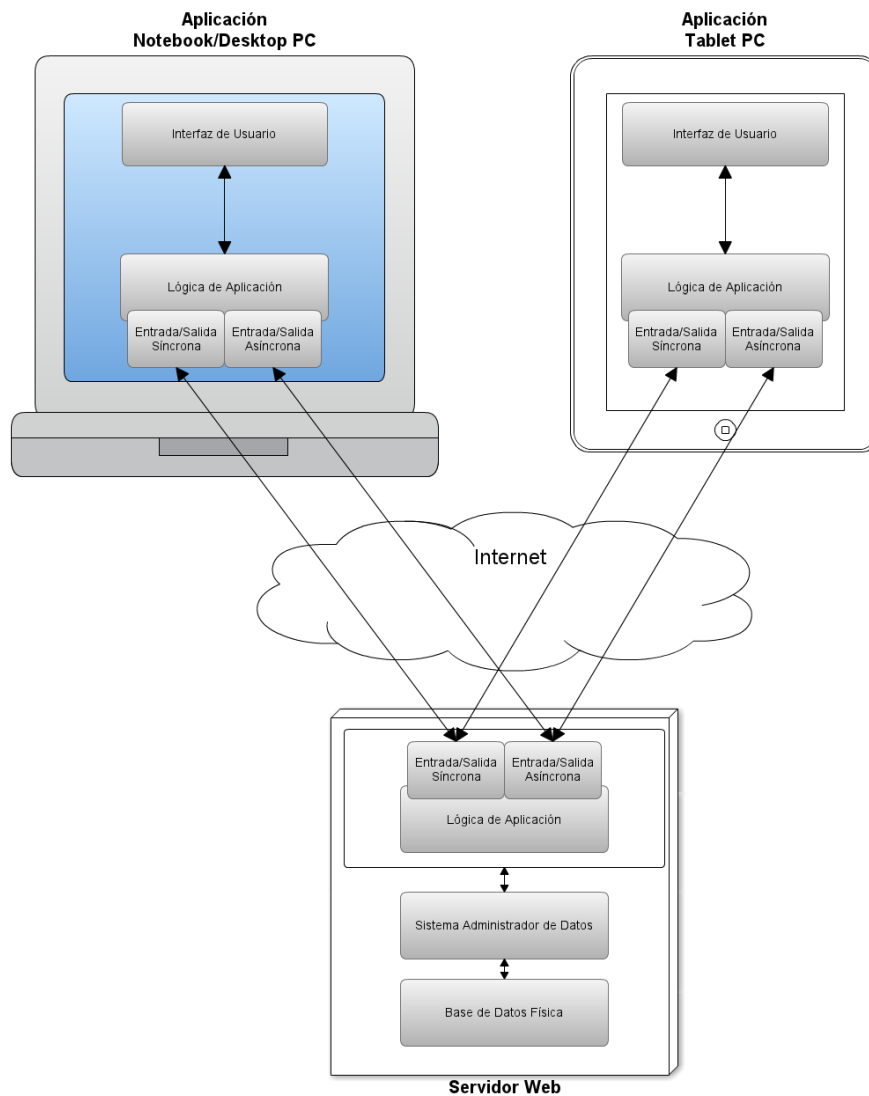 Aplicación
Notebook/Desktop PC
Aplicación
Tablet PC
Interfaz de Usuario
Interfaz de Usuario
Lógica de Aplicación
Lógica de Aplicación
Entrada/Salida
Síncrona
Entrada/Salida
Asíncrona
Entrada/Salida
Síncrona
Entrada/Salida
Asíncrona
Internet
Entrada/Salida
Síncrona
Entrada/Salida
Asíncrona
Lógica de Aplicación
Sistema Administrador de Datos
Base de Datos Física
Servidor Web